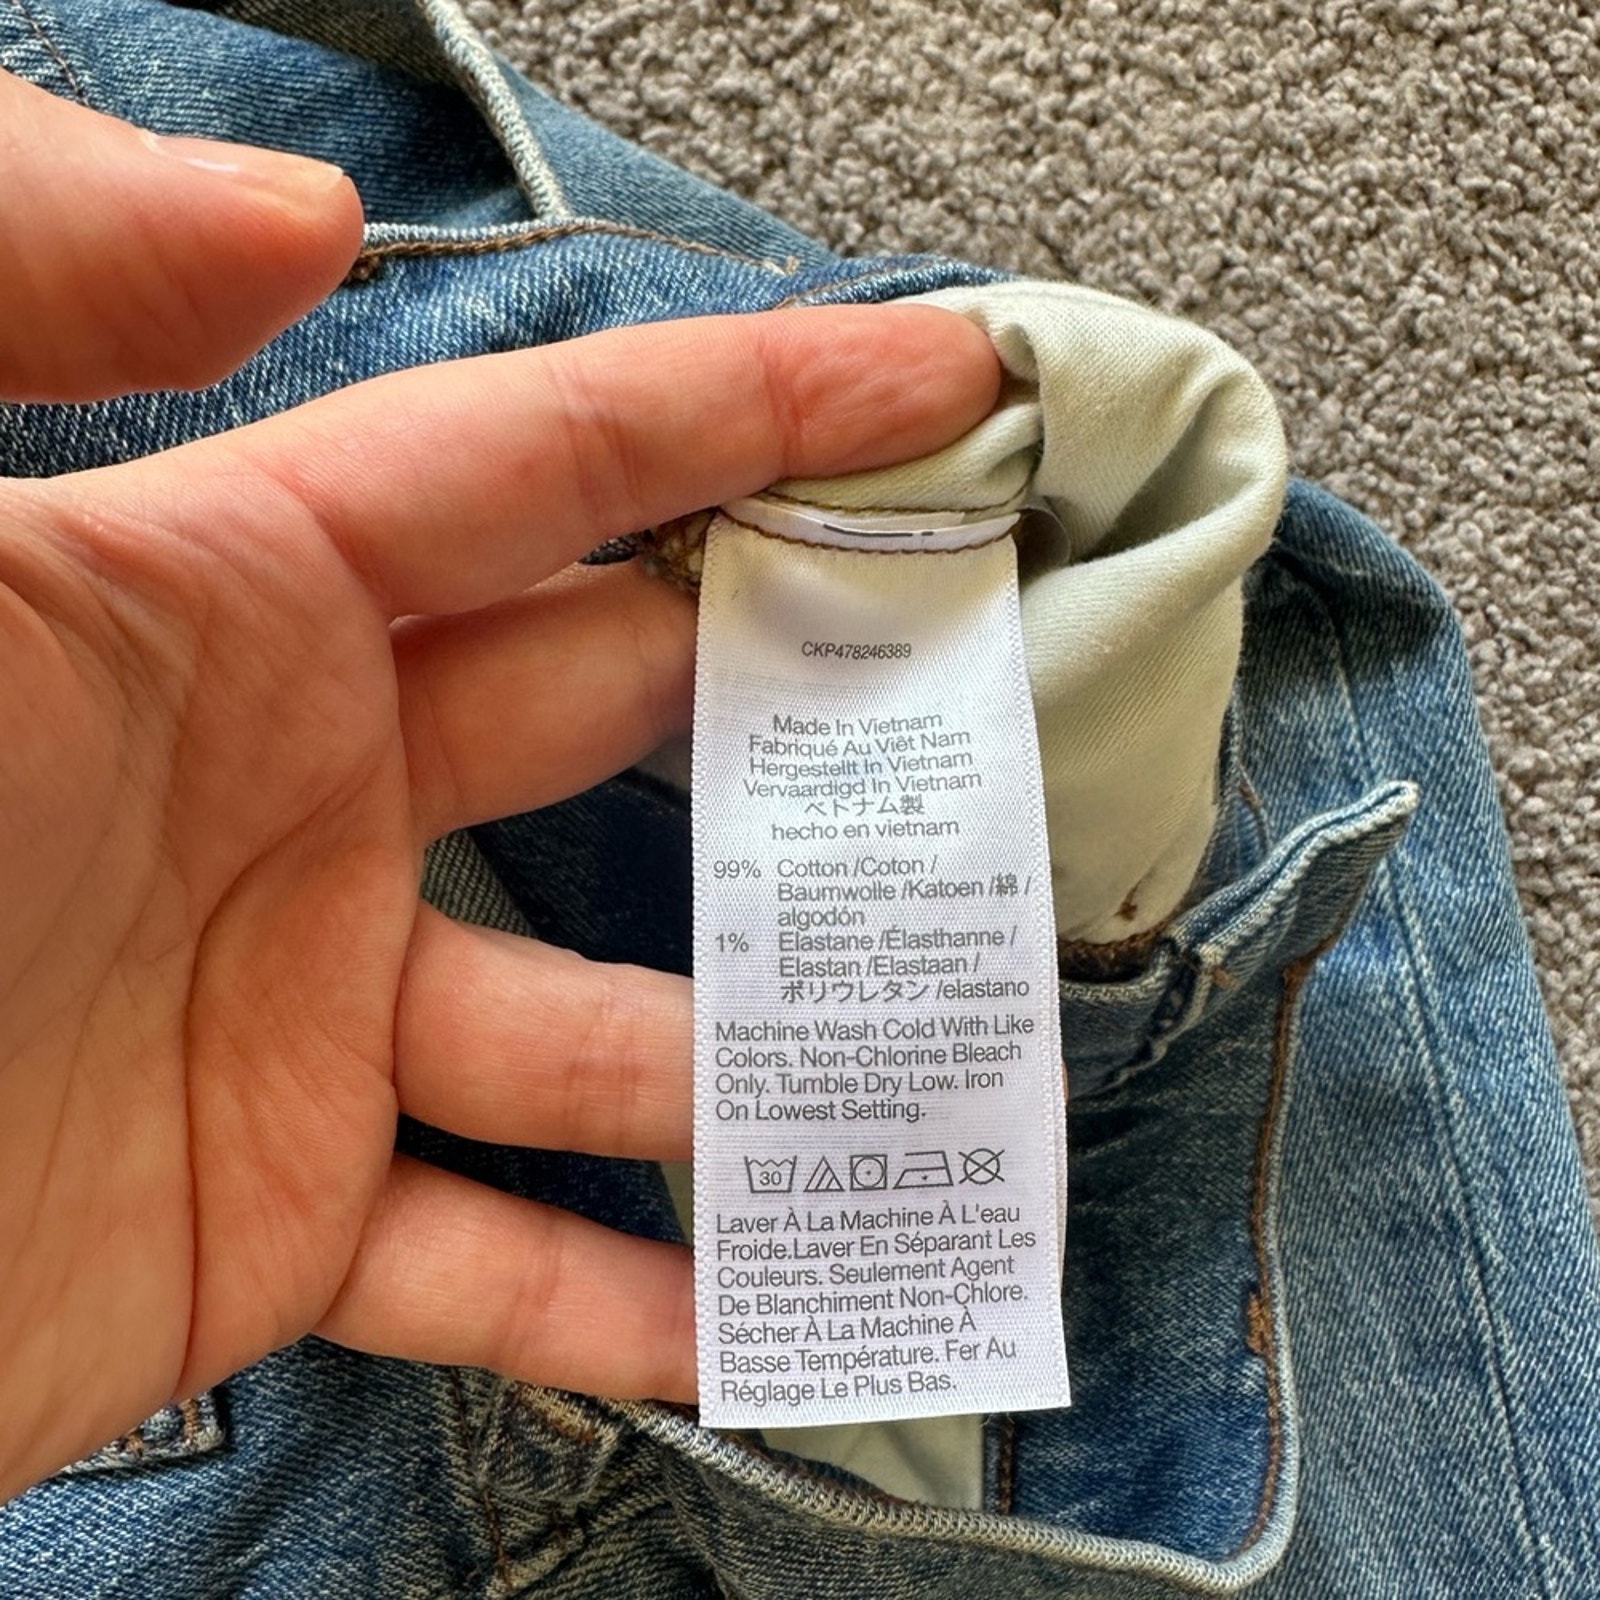 CKP478246389
Made In Vietnam
Fabriqué Au Viêt Nam
Hergestellt In Vietnam
Vervaardigd In Vietnam
ベトナム製
hecho en vietnam
99% Cotton /Coton /
Baumwolle /Katoen /綿 /
algodón
1% Elastane /Élasthanne /
Elastan /Elastaan /
ポリウレタン /elastano
Machine Wash Cold With Like
Colors. Non-Chlorine Bleach
Only. Tumble Dry Low. Iron
On Lowest Setting.
30
Laver À La Machine À L'eau
Froide.Laver En Séparant Les
Couleurs. Seulement Agent
De Blanchiment Non-Chlore.
Sécher À La Machine À
Basse Température. Fer Au
Réglage Le Plus Bas.